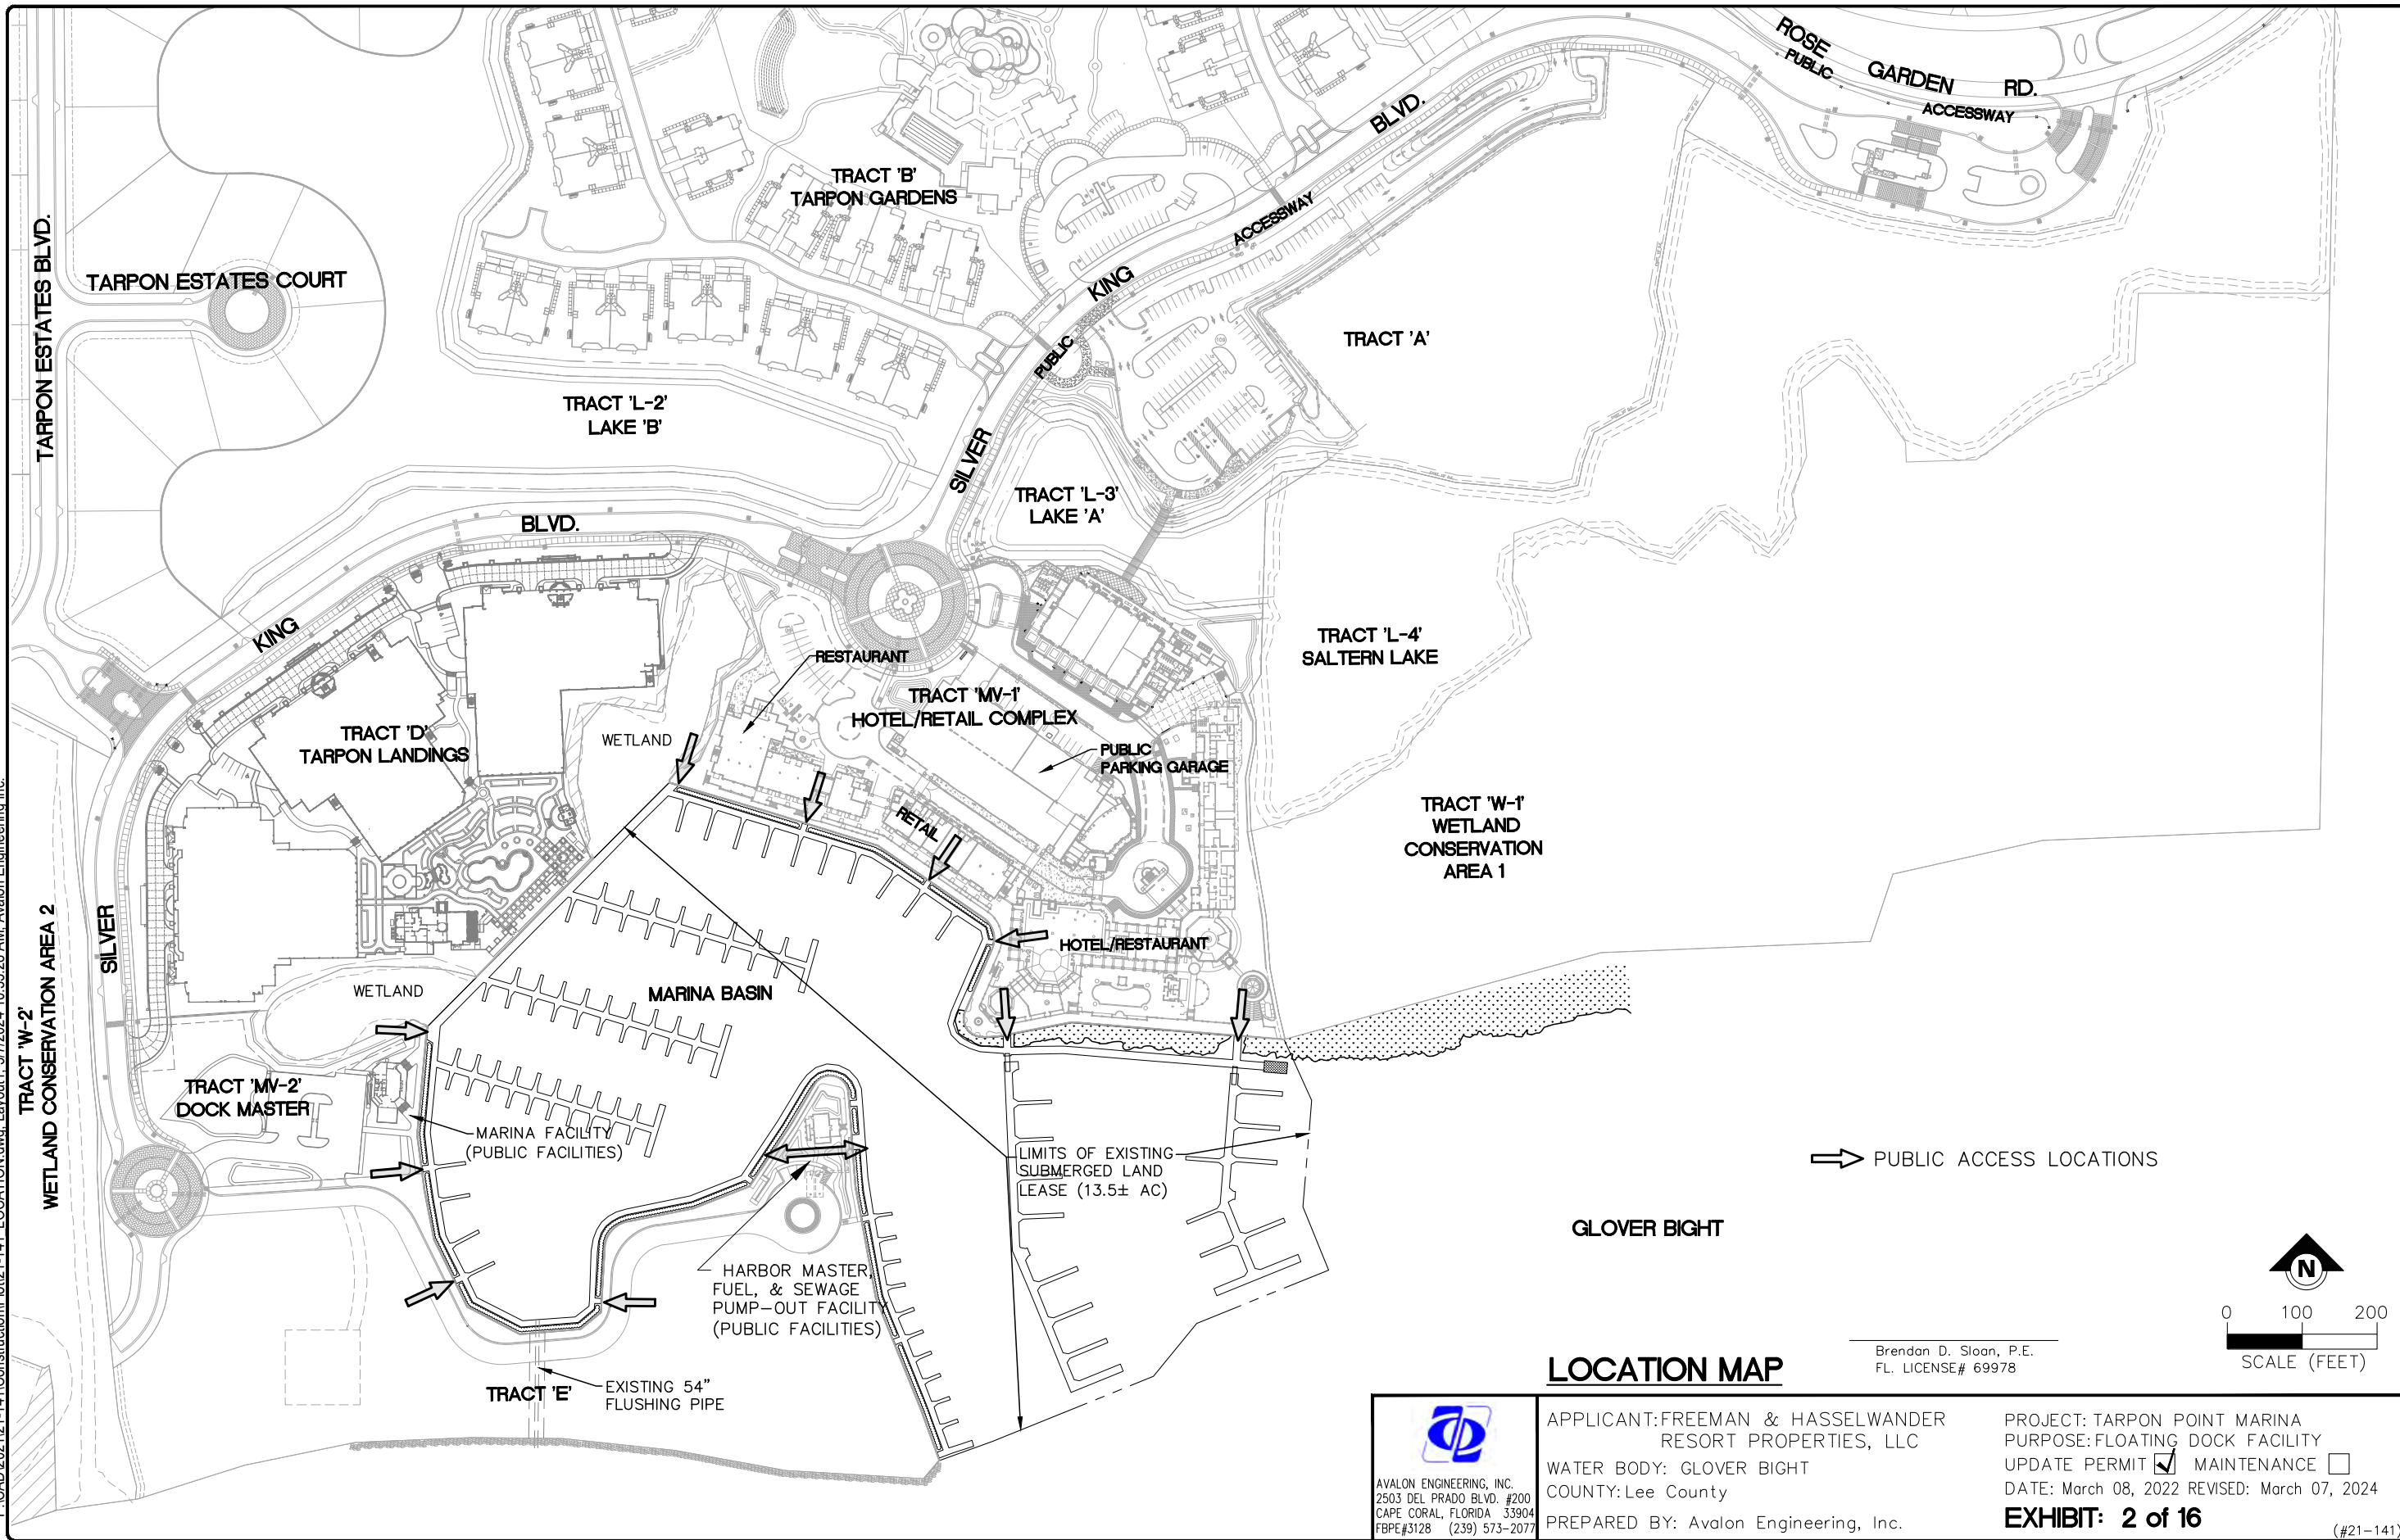 ROSE GARDEN RD.
PUBLIC ACCESSWAY
TARPON ESTATES BLVD.
TARPON ESTATES COURT
TRACT 'B'
TARPON GARDENS
SILVER KING BLVD.
PUBLIC ACCESSWAY
TRACT 'A'
TRACT 'L-2'
LAKE 'B'
TRACT 'L-3'
LAKE 'A'
SILVER KING BLVD.
TRACT 'L-4'
SALTERN LAKE
RESTAURANT
TRACT 'MV-1'
HOTEL/RETAIL COMPLEX
PUBLIC
PARKING GARAGE
TRACT 'D'
TARPON LANDINGS
WETLAND
RETAIL
TRACT 'W-1'
WETLAND
CONSERVATION
AREA 1
HOTEL/RESTAURANT
WETLAND
MARINA BASIN
TRACT 'W-2'
WETLAND CONSERVATION AREA 2
TRACT 'MV-2'
DOCK MASTER
MARINA FACILITY
(PUBLIC FACILITIES)
LIMITS OF EXISTING
SUBMERGED LAND
LEASE (13.5± AC)
PUBLIC ACCESS LOCATIONS
GLOVER BIGHT
HARBOR MASTER,
FUEL, & SEWAGE
PUMP-OUT FACILITY
(PUBLIC FACILITIES)
TRACT 'E'
EXISTING 54"
FLUSHING PIPE
N
0 100 200
SCALE (FEET)
Brendan D. Sloan, P.E.
FL. LICENSE# 69978
LOCATION MAP
AVALON ENGINEERING, INC.
2503 DEL PRADO BLVD. #200
CAPE CORAL, FLORIDA 33904
FBPE#3128 (239) 573-2077
APPLICANT: FREEMAN & HASSELWANDER
RESORT PROPERTIES, LLC
WATER BODY: GLOVER BIGHT
COUNTY: Lee County
PREPARED BY: Avalon Engineering, Inc.
PROJECT: TARPON POINT MARINA
PURPOSE: FLOATING DOCK FACILITY
UPDATE PERMIT MAINTENANCE
DATE: March 08, 2022 REVISED: March 07, 2024
EXHIBIT: 2 of 16
(#21-141)